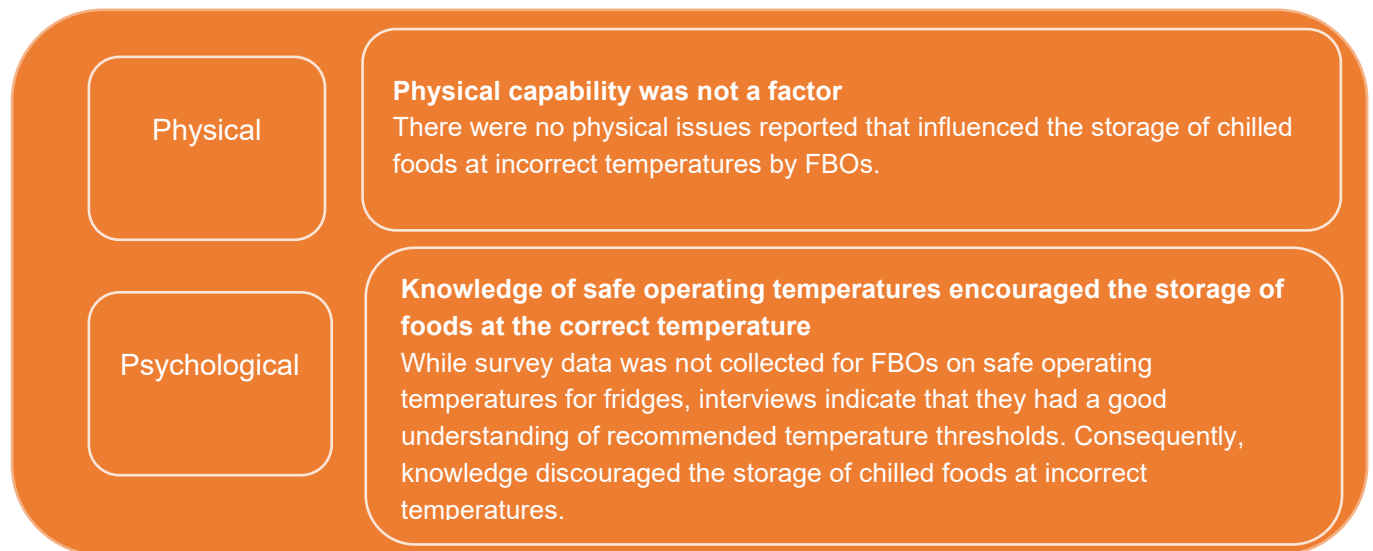 Physical
Physical capability was not a factor
There were no physical issues reported that influenced the storage of chilled
foods at incorrect temperatures by FBOs.
Psychological
Knowledge of safe operating temperatures encouraged the storage of
foods at the correct temperature
While survey data was not collected for FBOs on safe operating
temperatures for fridges, interviews indicate that they had a good
understanding of recommended temperature thresholds. Consequently,
knowledge discouraged the storage of chilled foods at incorrect
temperatures.